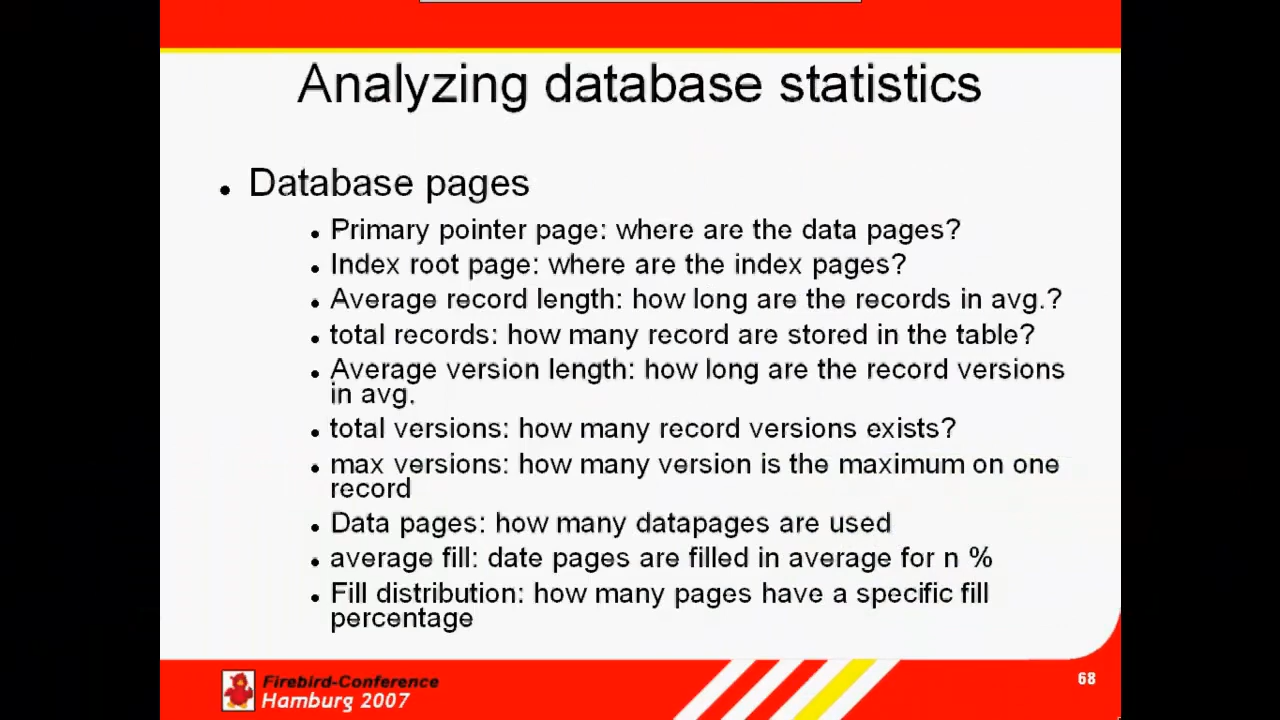 Analyzing database statistics
Database pages
Primary pointer page: where are the data pages?
Index root page: where are the index pages?
Average record length: how long are the records in avg.?
total records: how many record are stored in the table?
Average version length: how long are the record versions
in avg.
total versions: how many record versions exists?
max versions: how many version is the maximum on one
record
Data pages: how many datapages are used
average fill: date pages are filled in average for n %
Fill distribution: how many pages have a specific fill
percentage
Firebird-Conference
Hamburg 2007
68